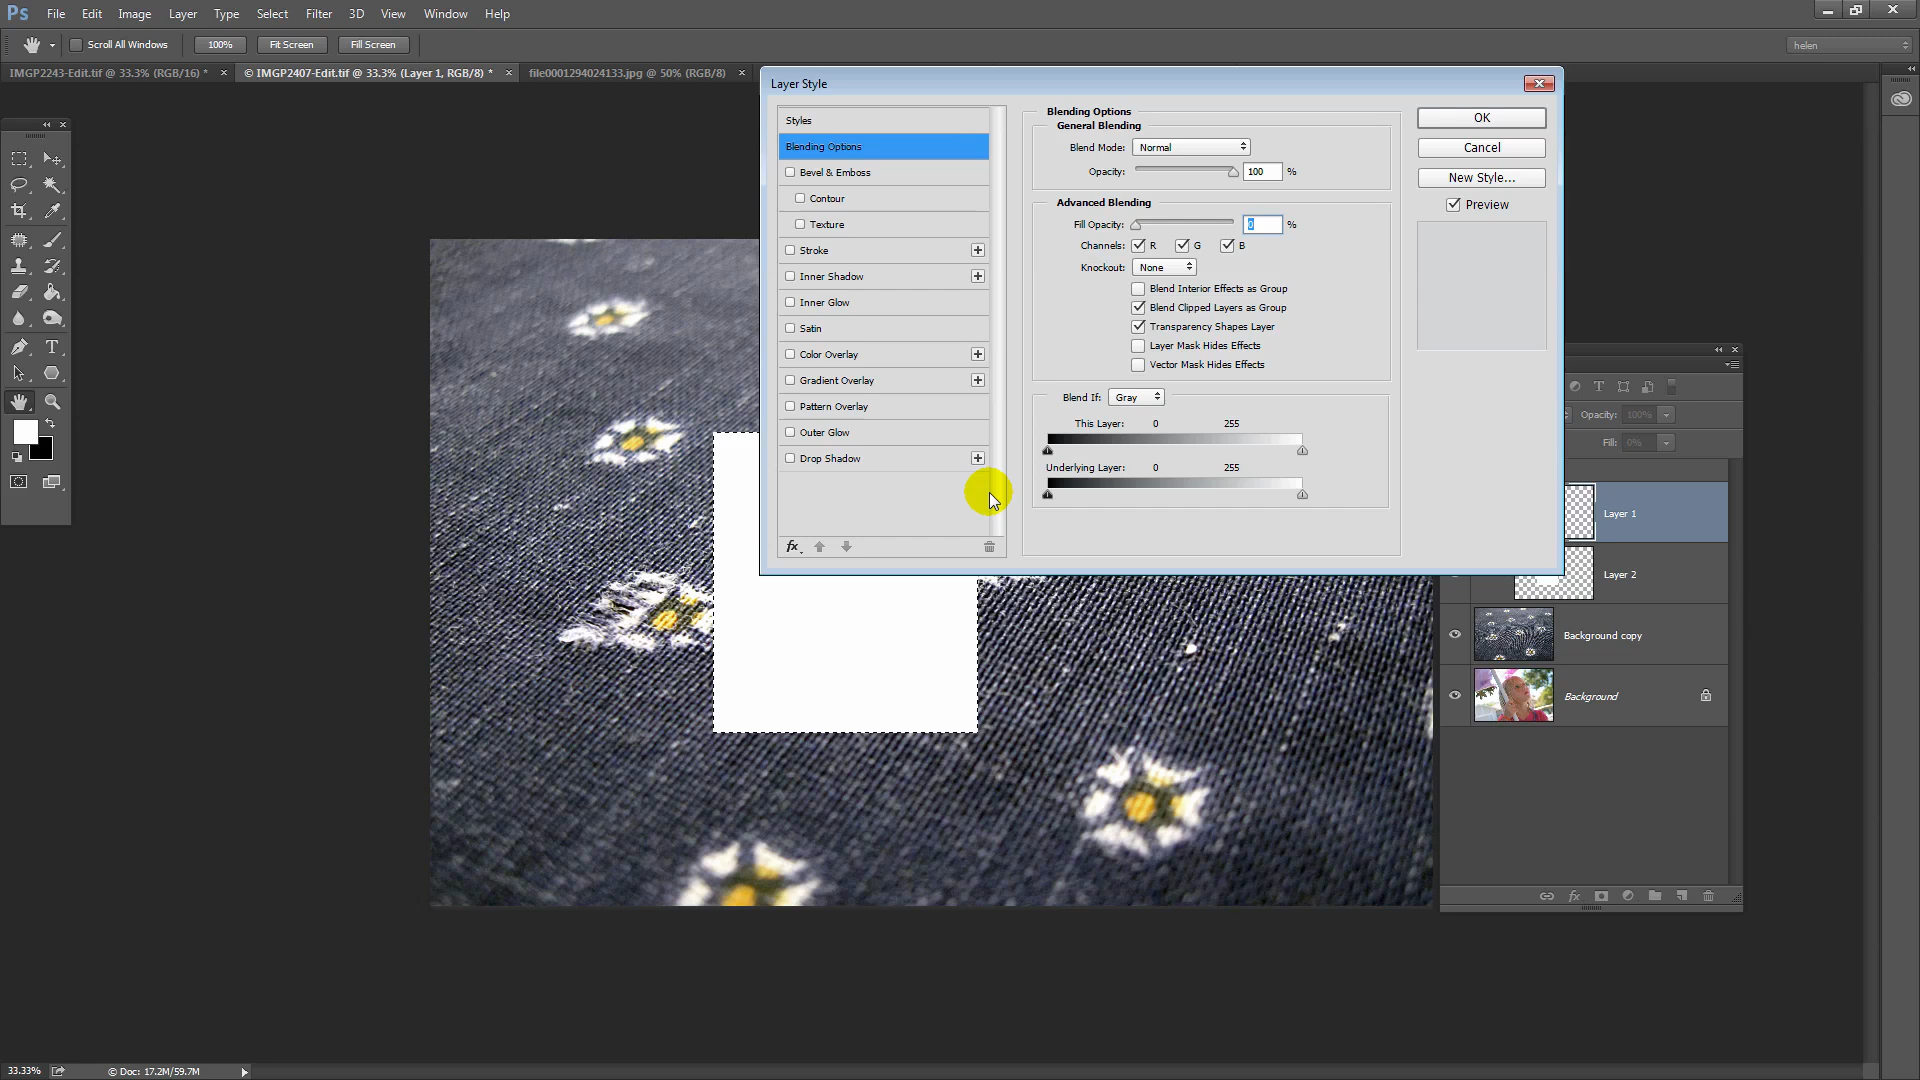 Ps File Edit Image Layer Type Select Filter 3D View Window Help
Scroll All Windows 100% Fit Screen Fill Screen helen
IMGP2243-Edit.tif @ 33.3% (RGB/16) * × © IMGP2407-Edit.tif @ 33.3% (Layer 1, RGB/8) * × file0001294024133.jpg @ 50% (RGB/8) ×
Layer Style
Styles
Blending Options
Bevel & Emboss
Contour
Texture
Stroke
Inner Shadow
Inner Glow
Satin
Color Overlay
Gradient Overlay
Pattern Overlay
Outer Glow
Drop Shadow
fx
Blending Options
General Blending
Blend Mode: Normal
Opacity: 100 %
Advanced Blending
Fill Opacity: 0 %
Channels: R G B
Knockout: None
Blend Interior Effects as Group
Blend Clipped Layers as Group
Transparency Shapes Layer
Layer Mask Hides Effects
Vector Mask Hides Effects
Blend If: Gray
This Layer: 0 255
Underlying Layer: 0 255
OK
Cancel
New Style...
Preview
T
Opacity: 100%
Fill: 0%
Layer 1
Layer 2
Background copy
Background
fx
T
33.33% © Doc: 17.2M/59.7M